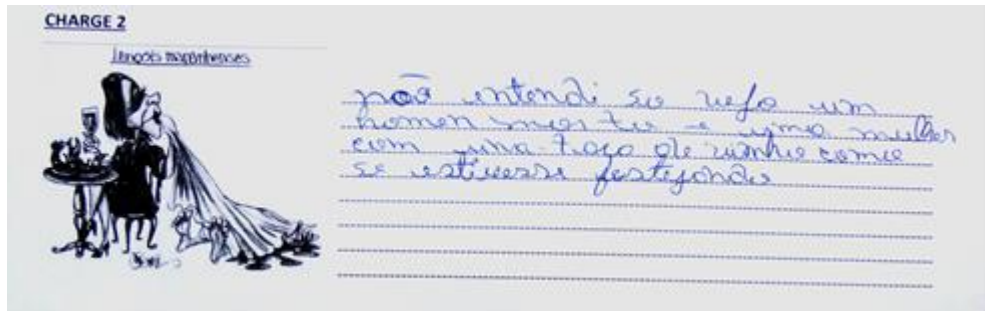 CHARGE 2
Lençóis maranhenses
não entendi so vejo um
homen morto e uma mulher
com una taça de vinho como
se estivesse festejando